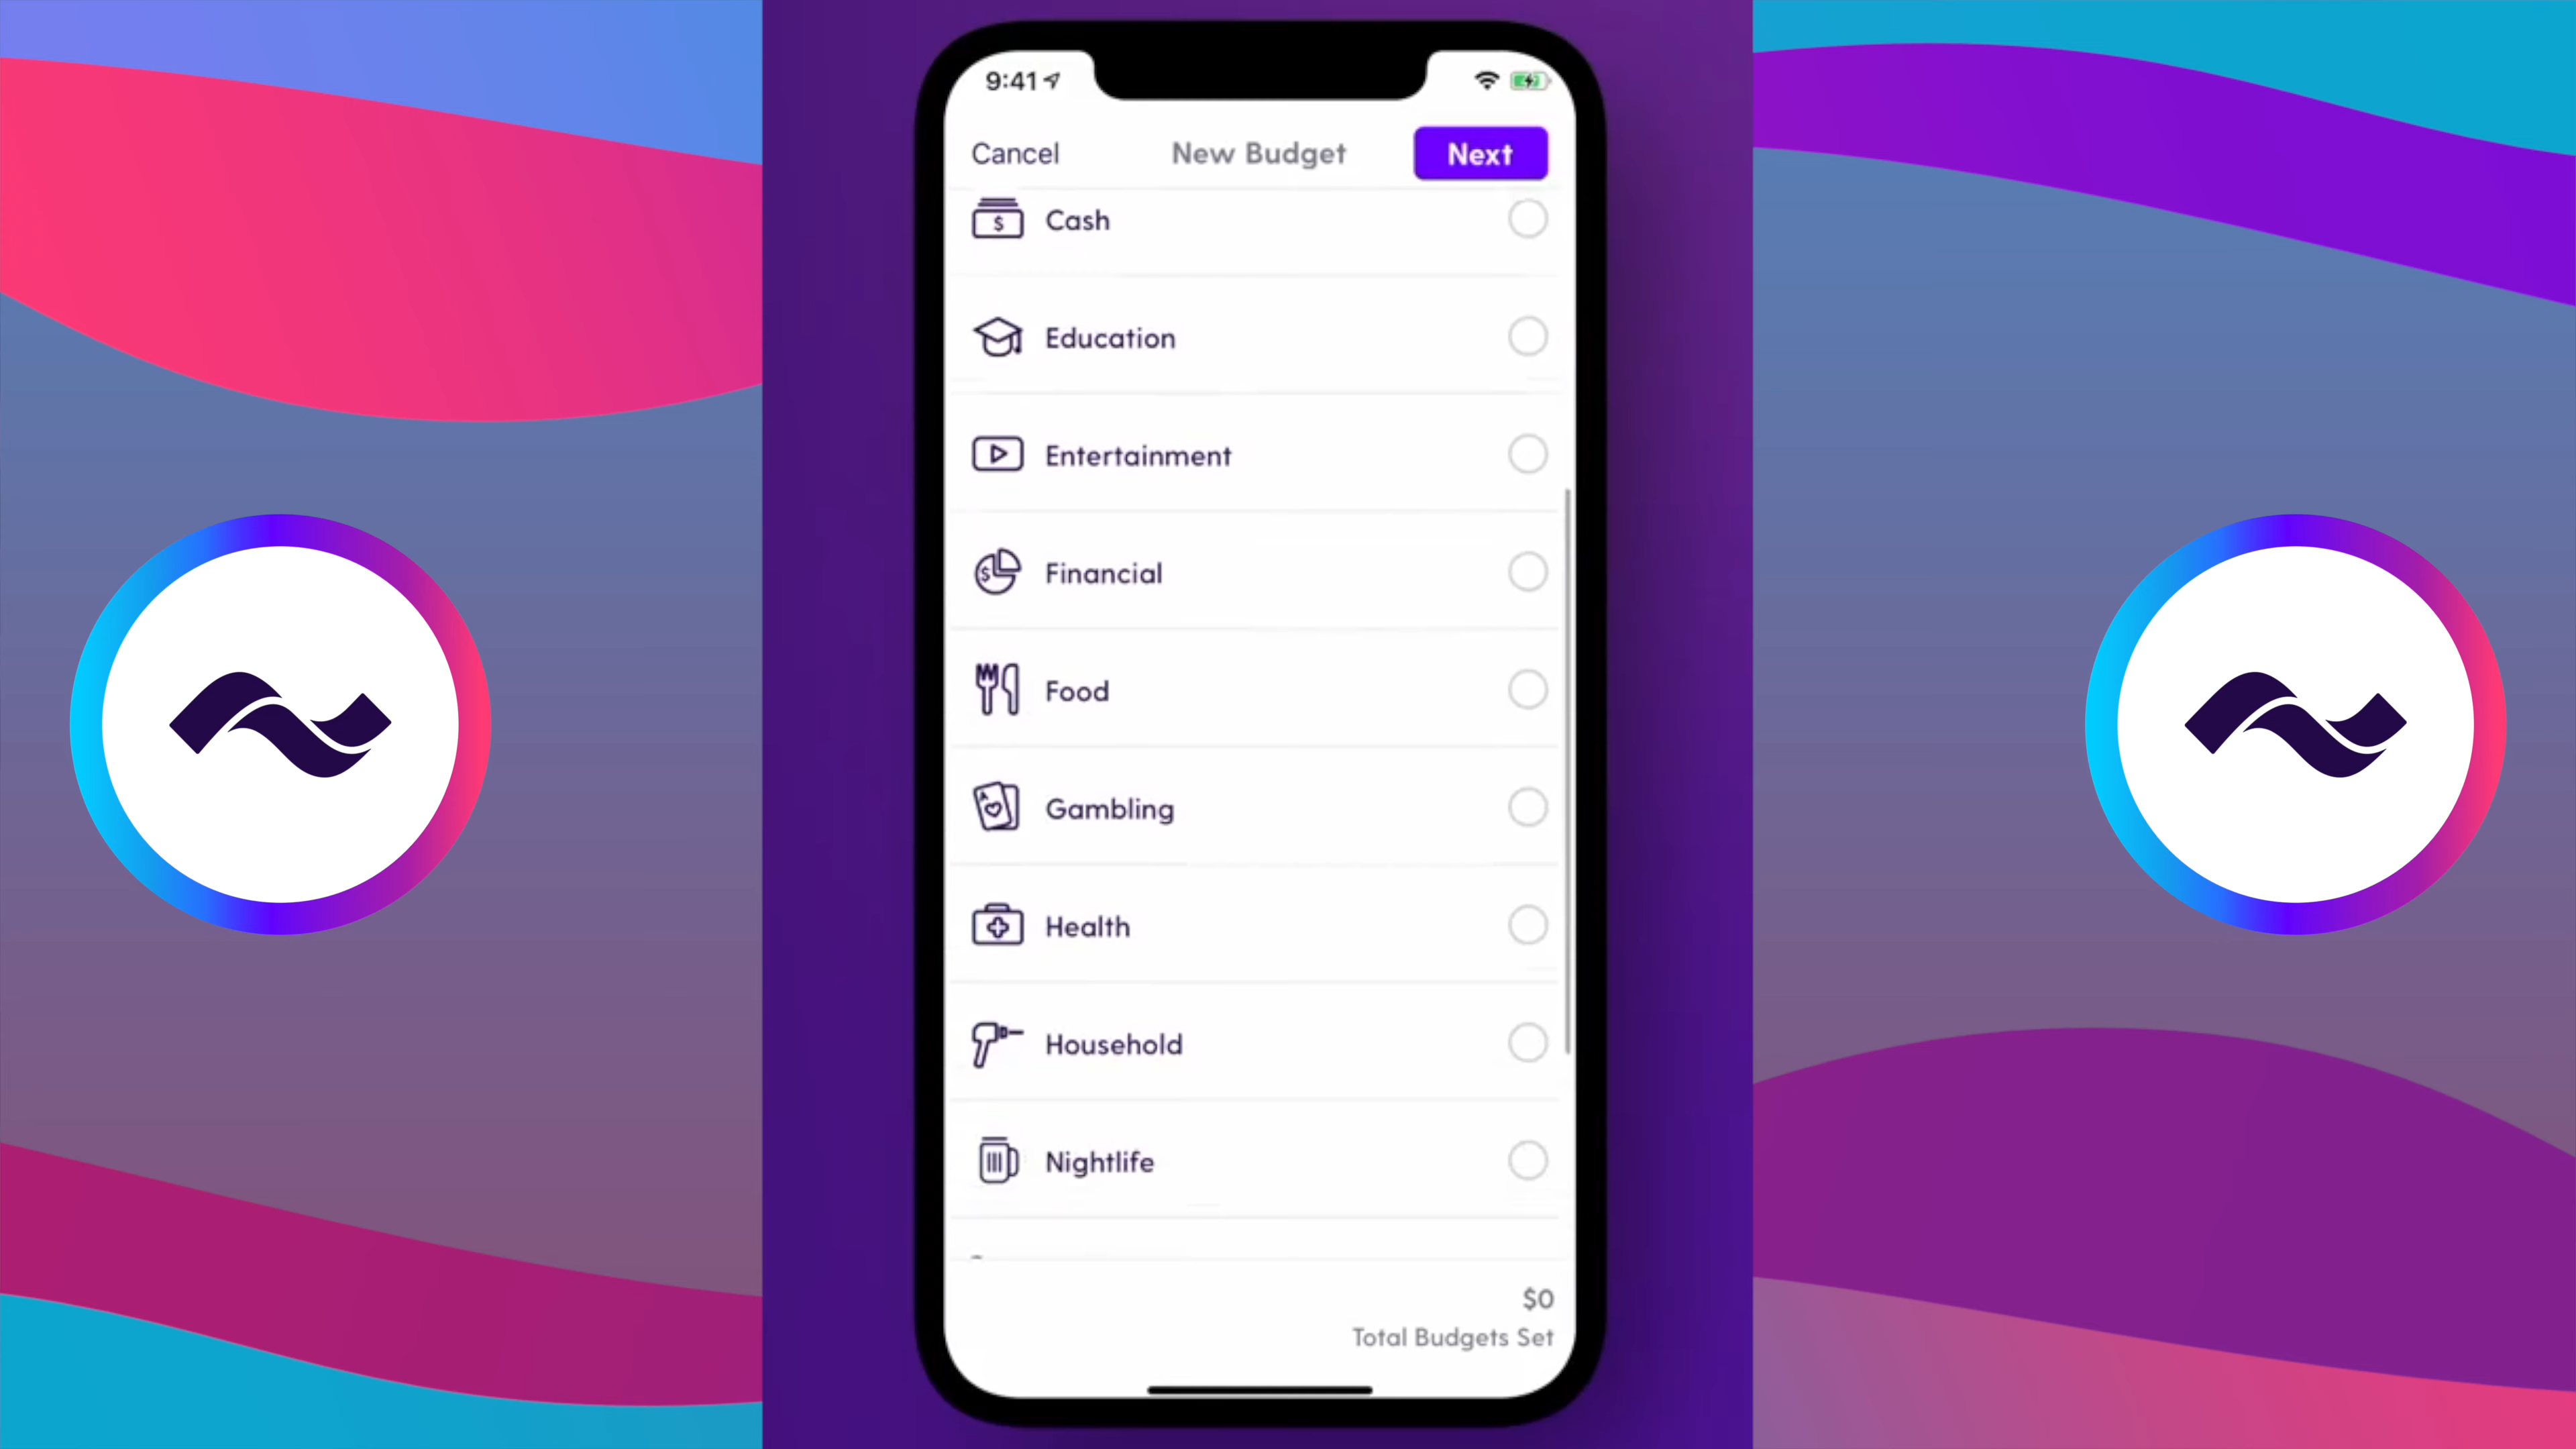 9:41
Cancel New Budget Next
$ Cash
Education
Entertainment
$ Financial
Food
A Gambling
Health
Household
Nightlife
$0
Total Budgets Set